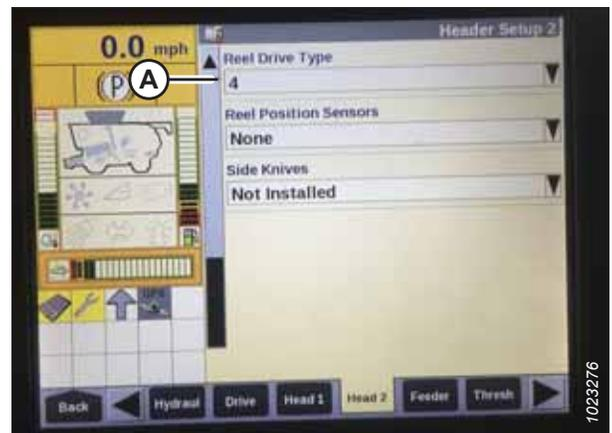 0.0 mph
Header Setup 2
(P)
A
Reel Drive Type
4
Reel Position Sensors
None
Side Knives
Not Installed
GPS
Back
Hydraul
Drive
Head 1
Head 2
Feeder
Thresh
1023276